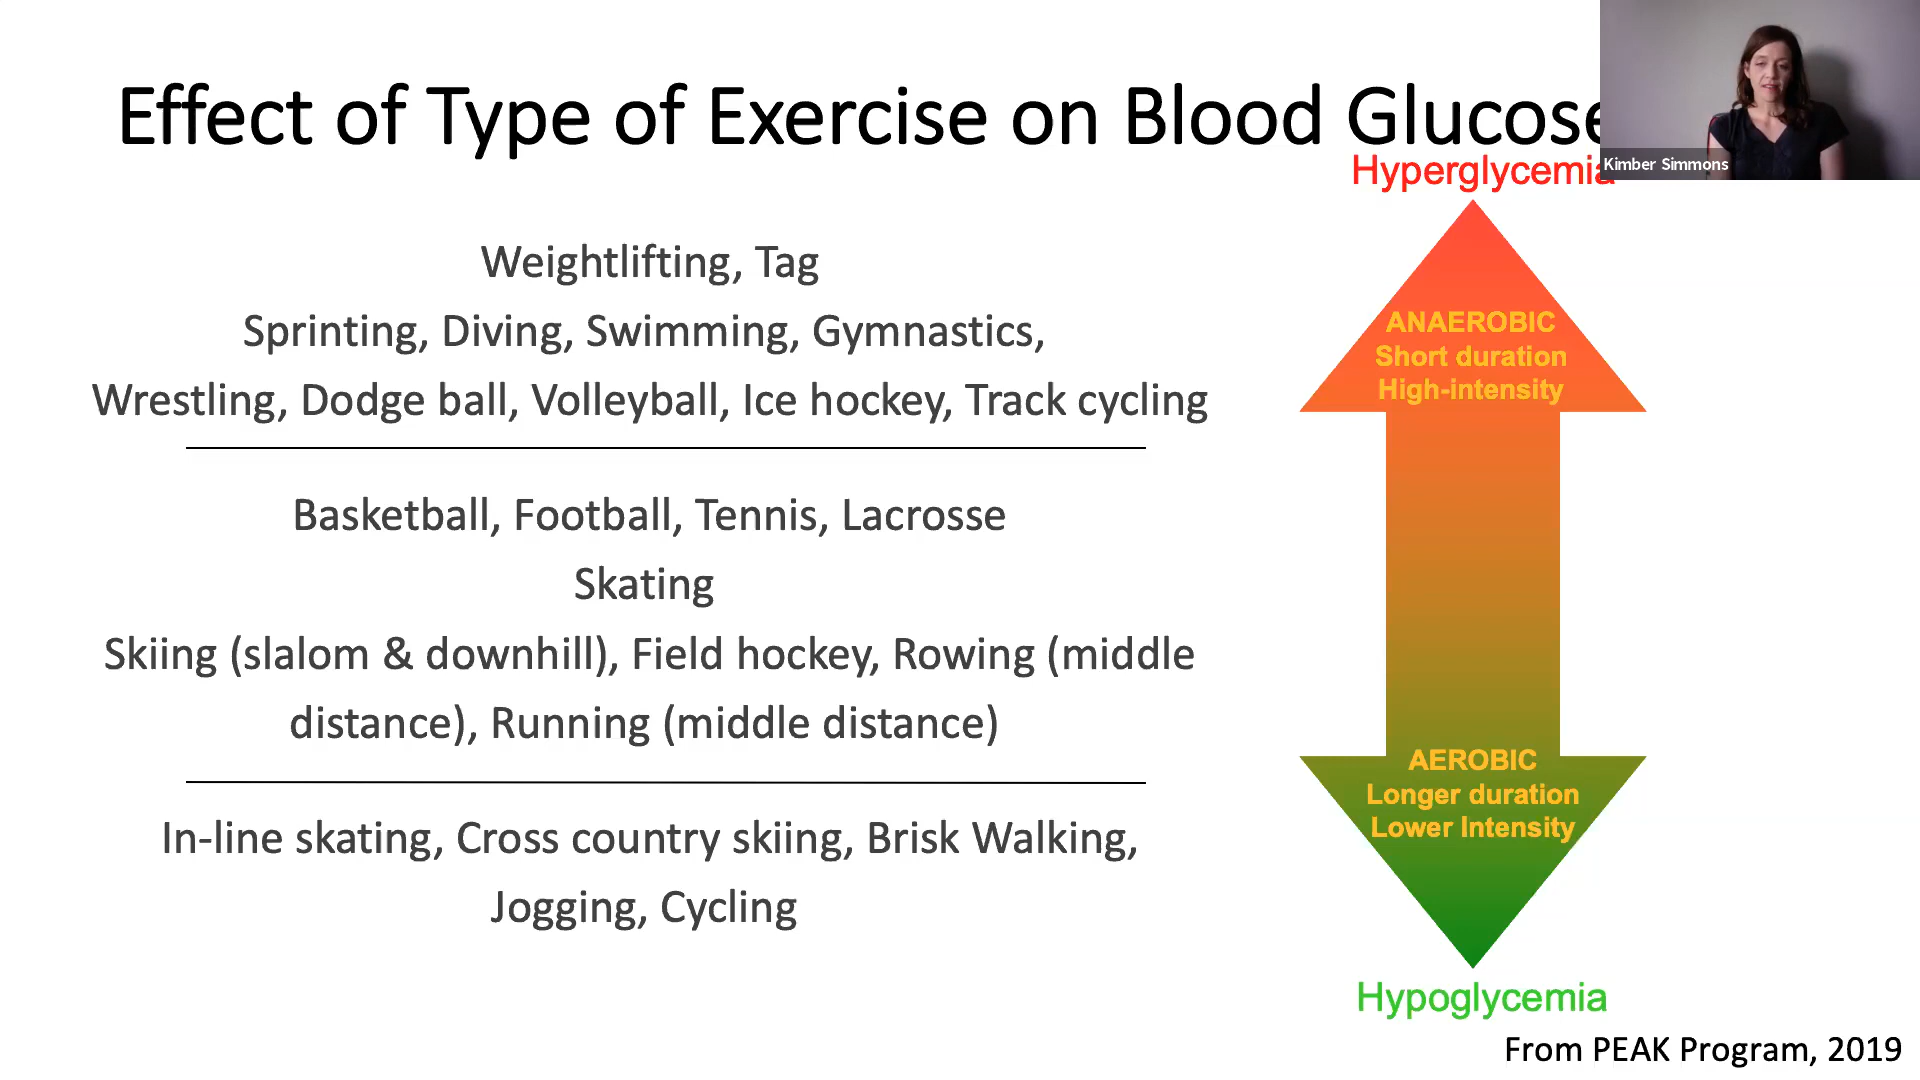 Effect of Type of Exercise on Blood Glucose
Kimber Simmons
Hyperglycemia
Weightlifting, Tag
Sprinting, Diving, Swimming, Gymnastics,
Wrestling, Dodge ball, Volleyball, Ice hockey, Track cycling
ANAEROBIC
Short duration
High-intensity
Basketball, Football, Tennis, Lacrosse
Skating
Skiing (slalom & downhill), Field hockey, Rowing (middle
distance), Running (middle distance)
AEROBIC
Longer duration
Lower Intensity
In-line skating, Cross country skiing, Brisk Walking,
Jogging, Cycling
Hypoglycemia
From PEAK Program, 2019